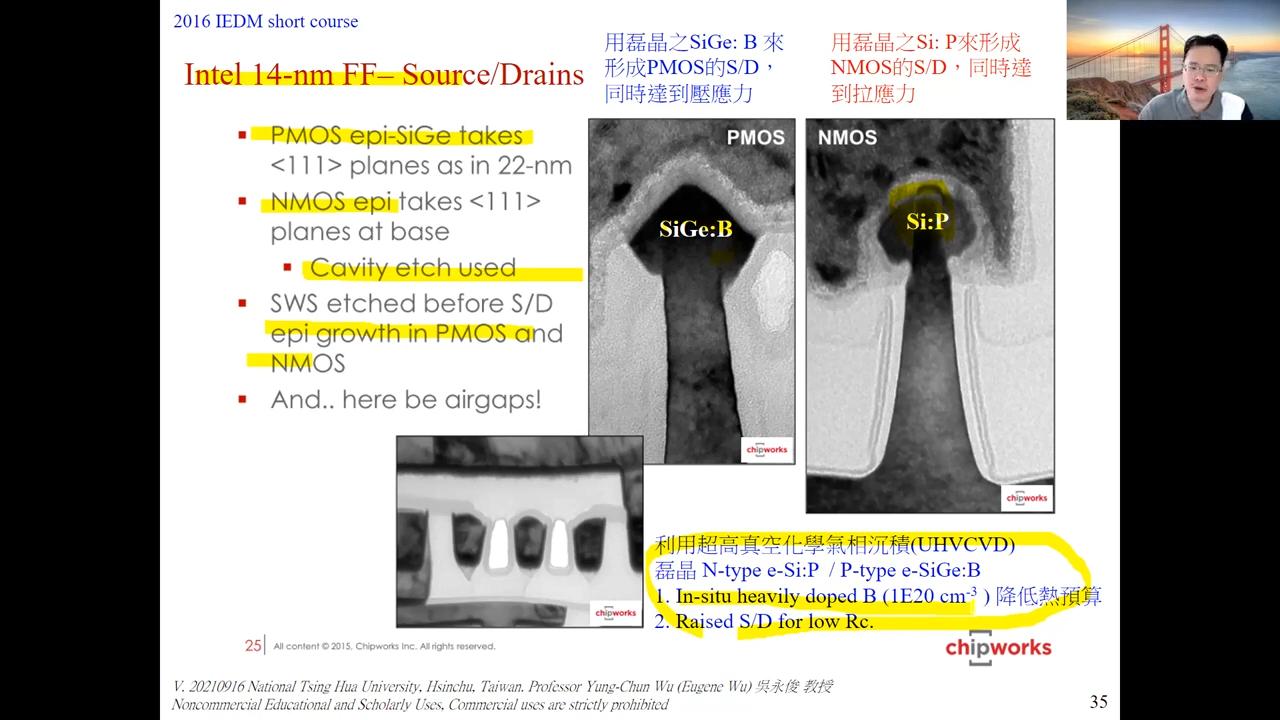 2016 IEDM short course
Intel 14-nm FF– Source/Drains
▪ PMOS epi-SiGe takes
<111> planes as in 22-nm
▪ NMOS epi takes <111>
planes at base
▪ Cavity etch used
▪ SWS etched before S/D
epi growth in PMOS and
NMOS
▪ And.. here be airgaps!
用磊晶之SiGe: B 來
形成PMOS的S/D，
同時達到壓應力
用磊晶之Si: P來形成
NMOS的S/D，同時達
到拉應力
PMOS
SiGe:B
chipworks
NMOS
Si:P
chipworks
chipworks
利用超高真空化學氣相沉積(UHVCVD)
磊晶 N-type e-Si:P / P-type e-SiGe:B
1. In-situ heavily doped B (1E20 cm⁻³ ) 降低熱預算
2. Raised S/D for low Rc.
25 All content © 2015, Chipworks Inc. All rights reserved.
chipworks
V. 20210916 National Tsing Hua University, Hsinchu, Taiwan. Professor Yung-Chun Wu (Eugene Wu) 吳永俊 教授
Noncommercial Educational and Scholarly Uses, Commercial uses are strictly prohibited
35